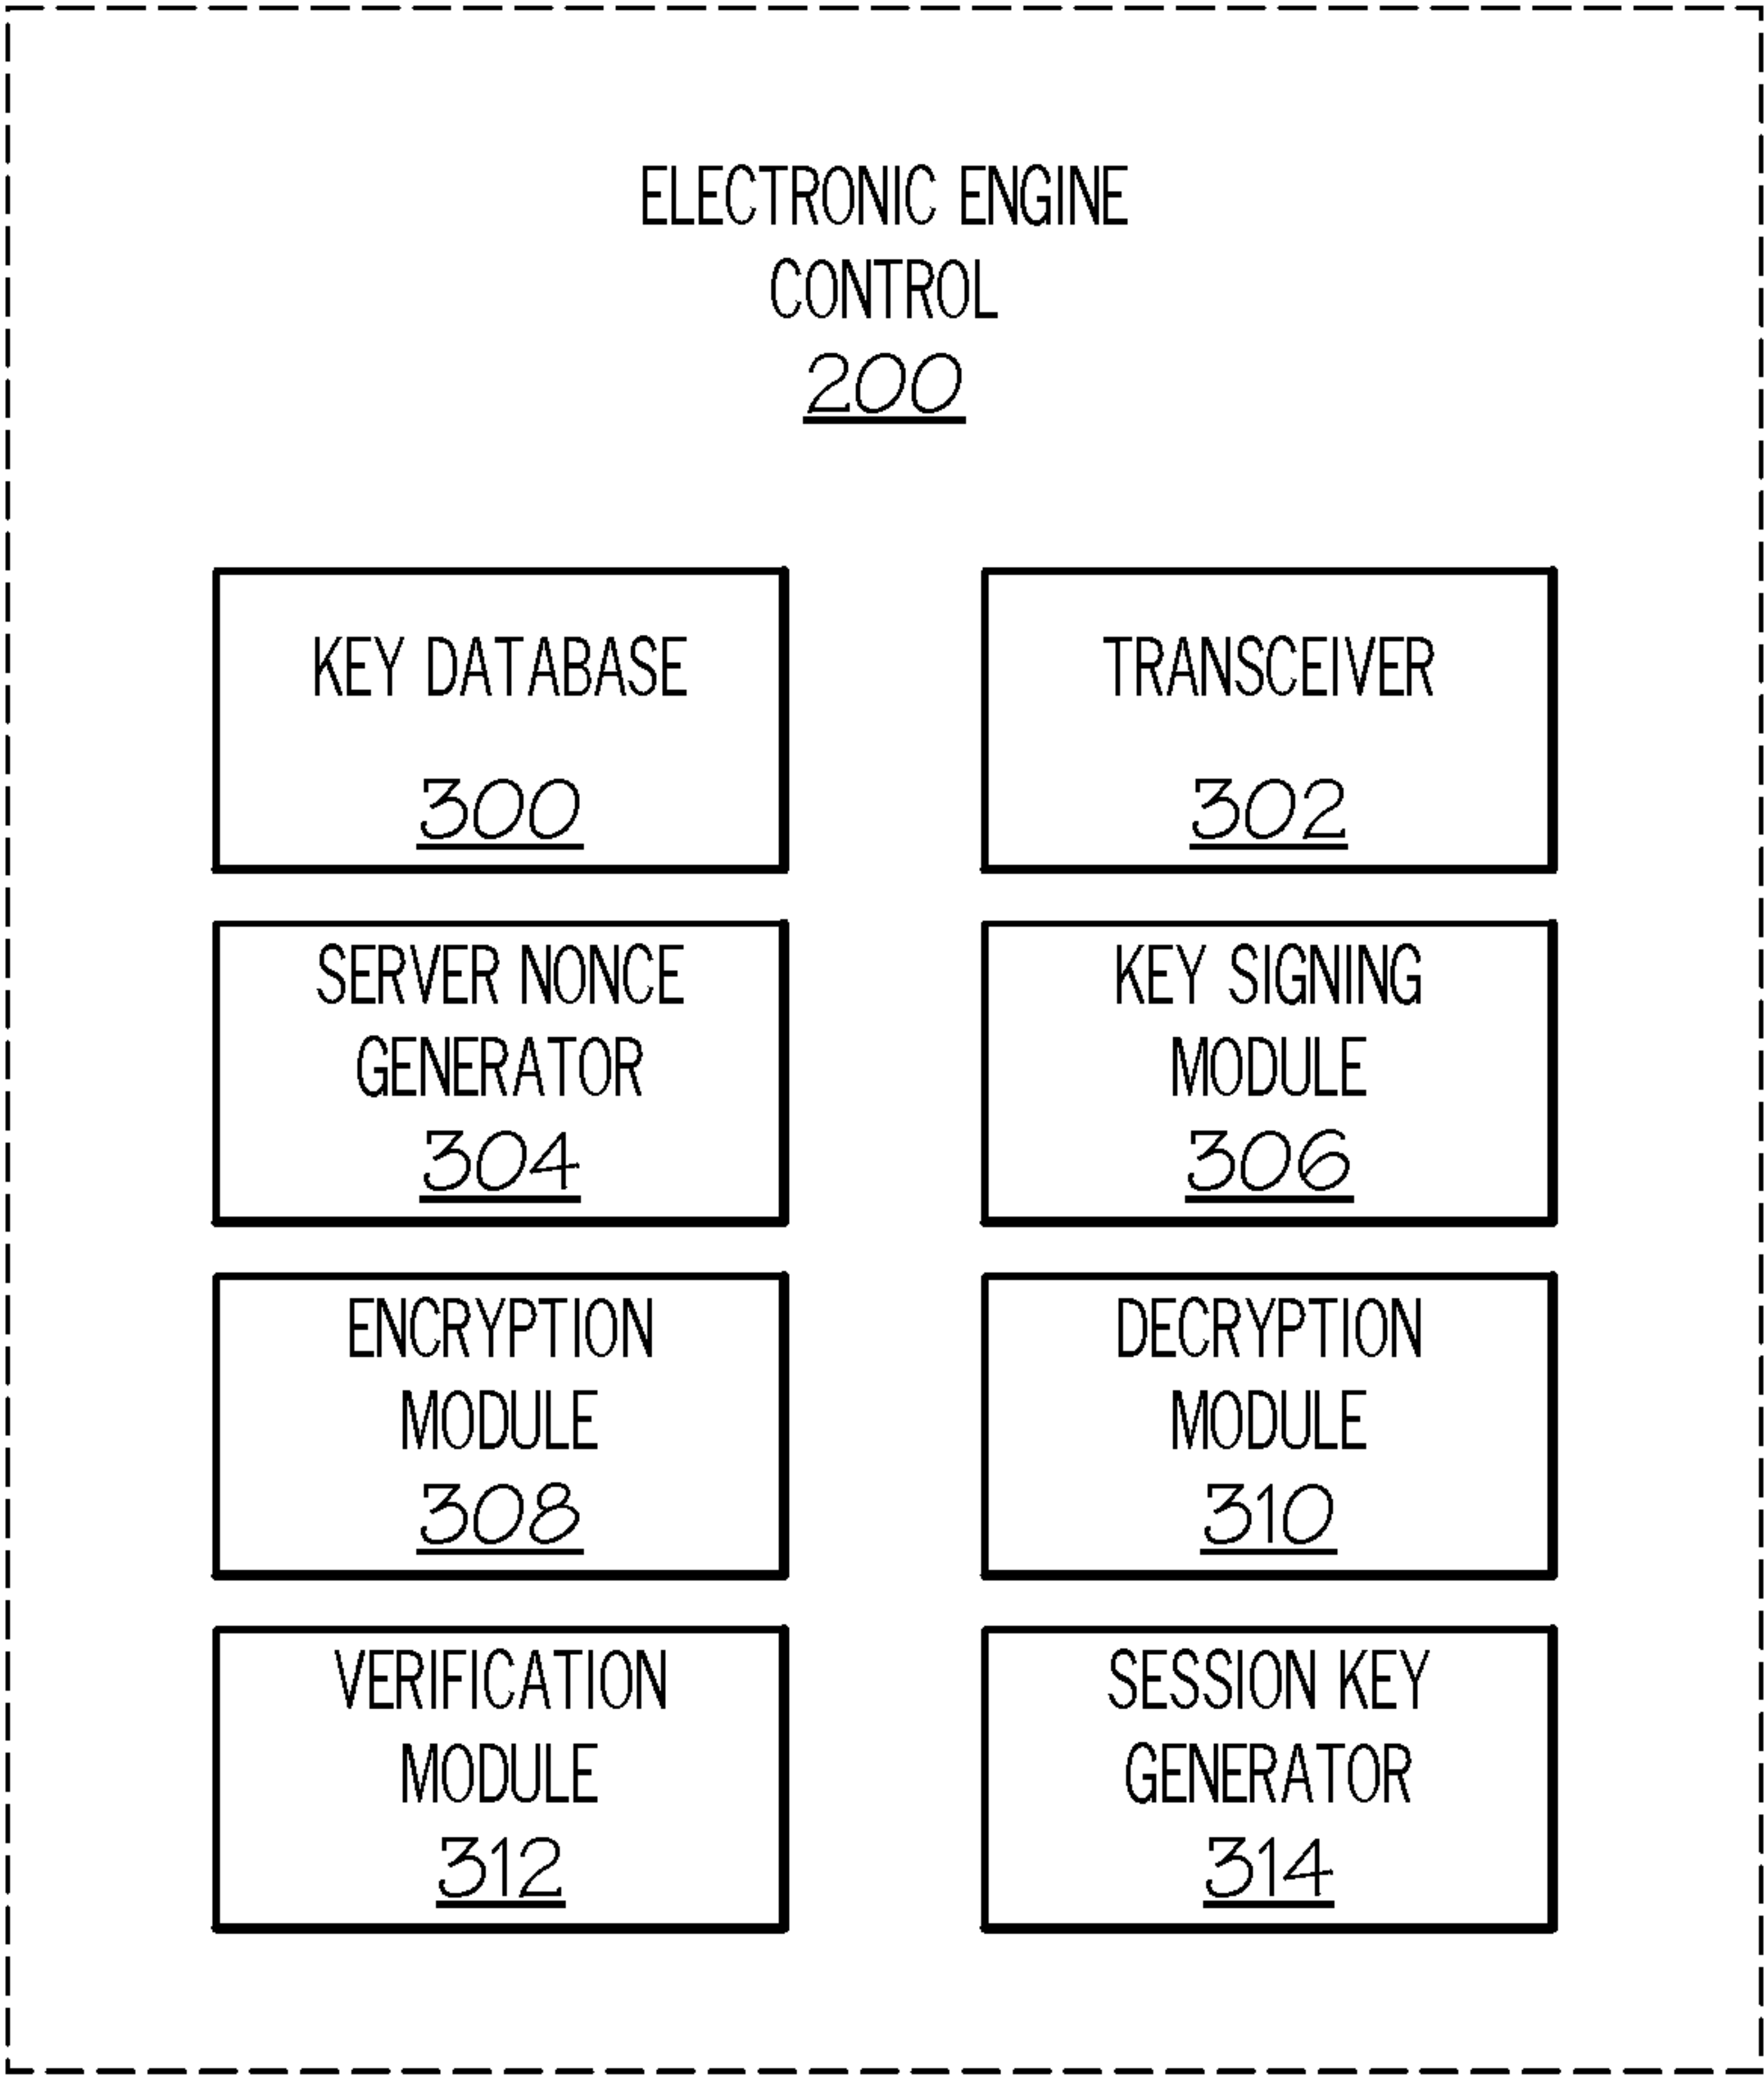 ELECTRONIC ENGINE
CONTROL
200
KEY DATABASE
300
TRANSCEIVER
302
SERVER NONCE
GENERATOR
304
KEY SIGNING
MODULE
306
ENCRYPTION
MODULE
308
DECRYPTION
MODULE
310
VERIFICATION
MODULE
312
SESSION KEY
GENERATOR
314